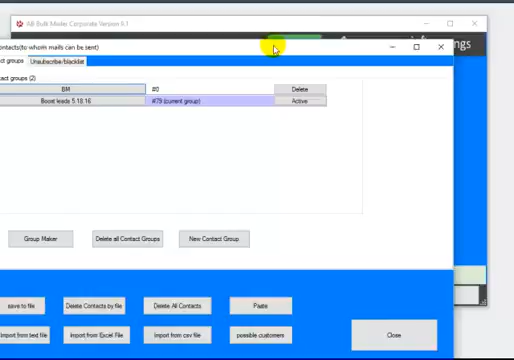 AB Bulk Mailer Corporate Version 9.1
ngs
contacts(to whom mails can be sent)
ct groups Unsubscribe/blacklist
tact groups (2)
BM #0 Delete
Boost leads 5.18.16 #79 (current group) Active
Group Maker Delete all Contact Groups New Contact Group
save to file Delete Contacts by file Delete All Contacts Paste
Import from text file Import from Excel File Import from csv file possible customers Close